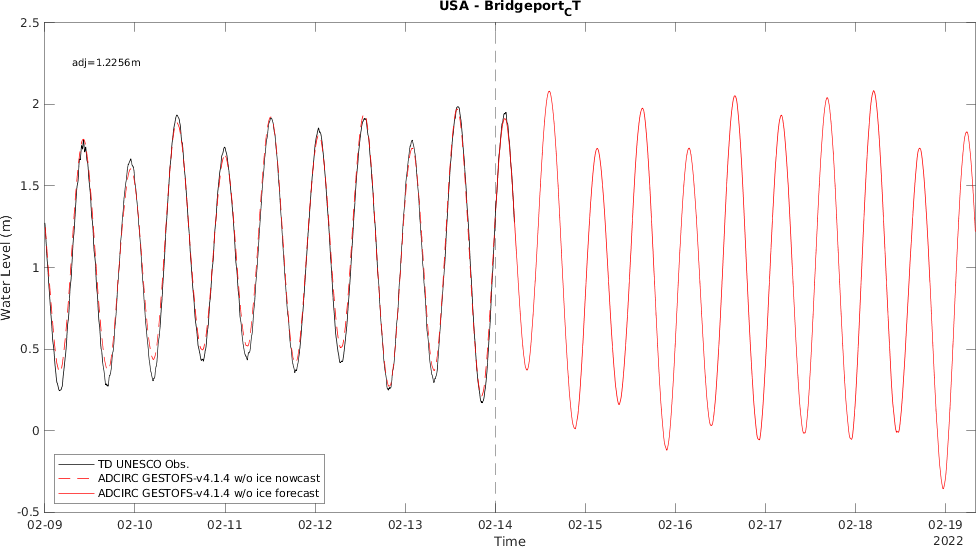 USA - Bridgeport_CT
2.5
adj=1.2256m
2
1.5
1
0.5
0
-0.5
Water Level (m)
TD UNESCO Obs.
ADCIRC GESTOFS-v4.1.4 w/o ice nowcast
ADCIRC GESTOFS-v4.1.4 w/o ice forecast
02-09 02-10 02-11 02-12 02-13 02-14 02-15 02-16 02-17 02-18 02-19
Time 2022